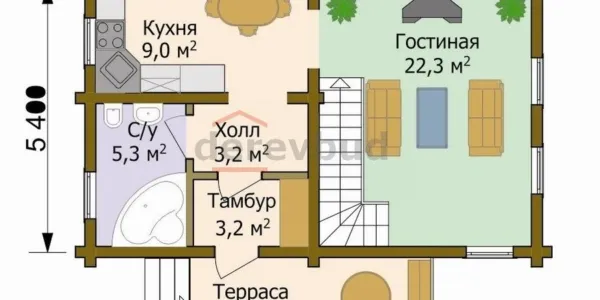 Кухня
9,0 м²
Гостиная
22,3 м²
5 400
С/у
5,3 м²
Холл
3,2 м²
derevbud
Тамбур
3,2 м²
Терраса